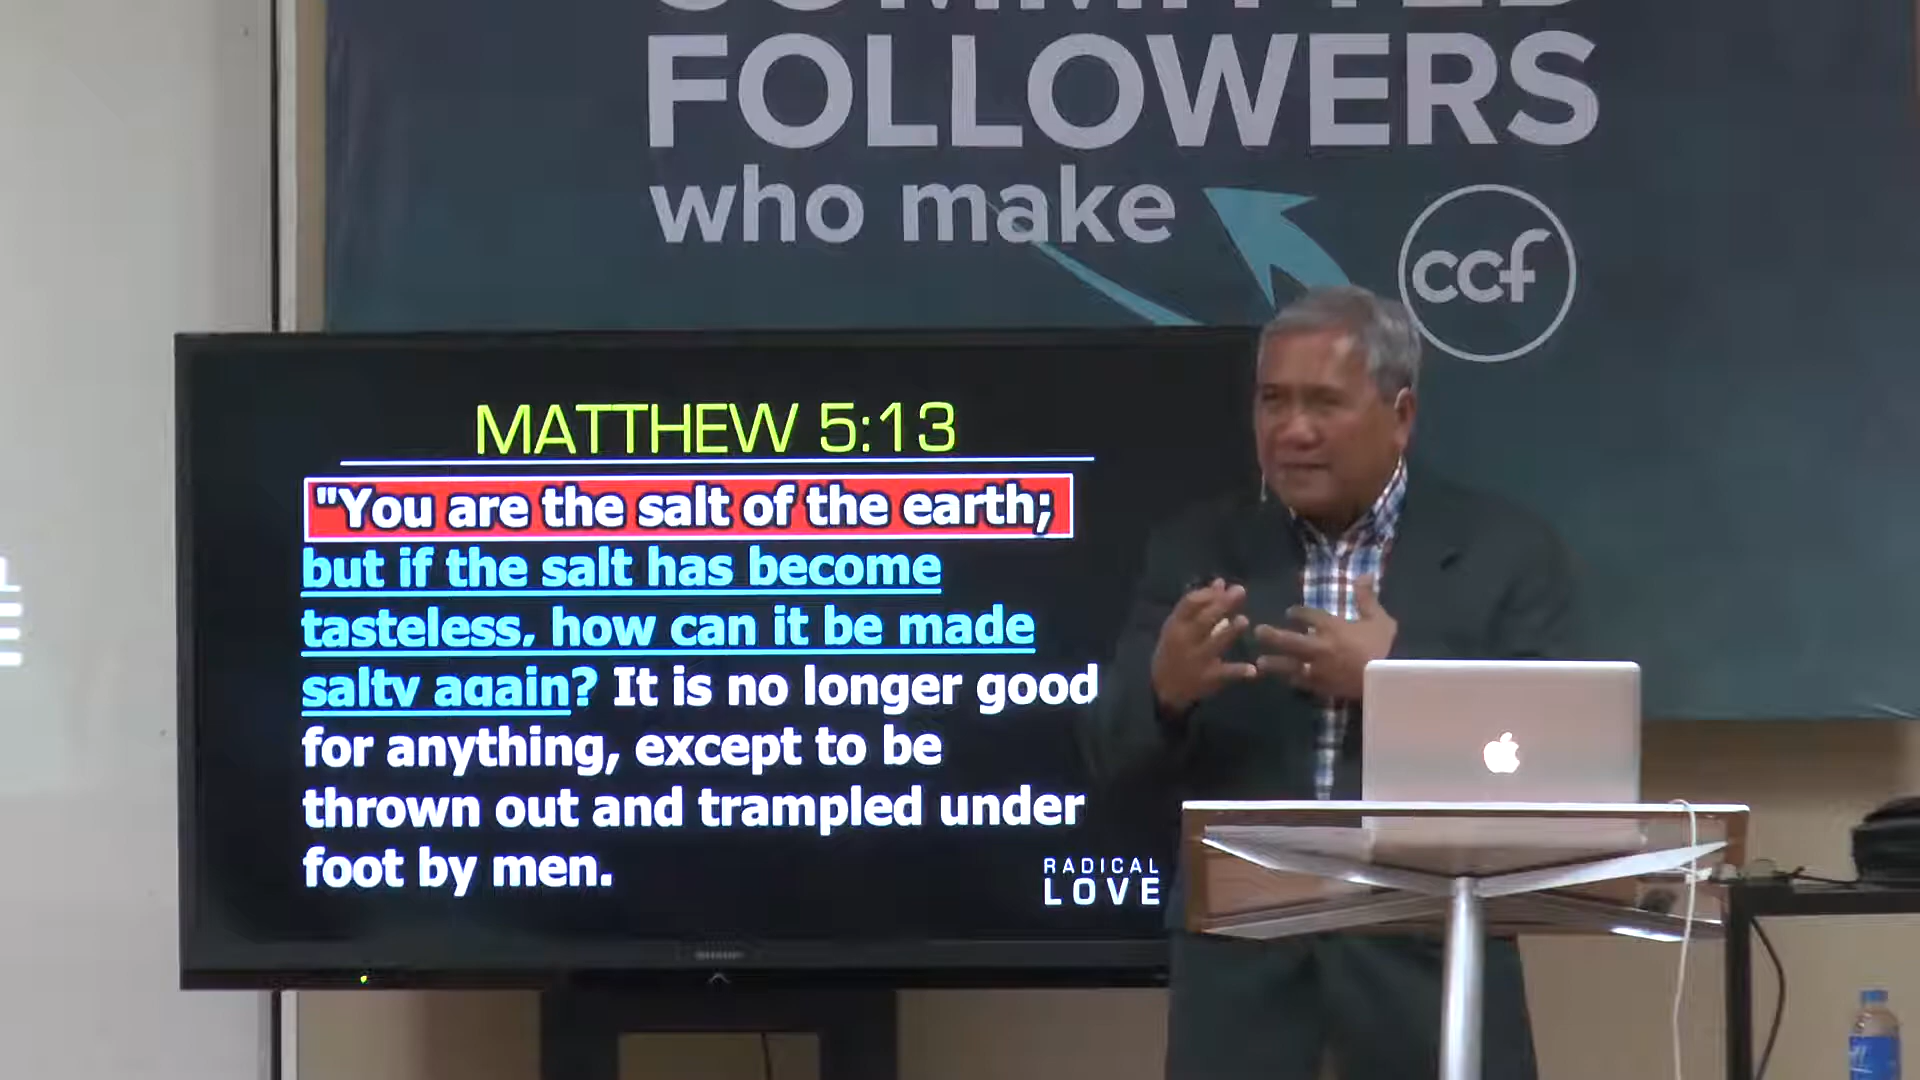 COMMITTED
FOLLOWERS
who make
ccf
MATTHEW 5:13
"You are the salt of the earth;
but if the salt has become
tasteless, how can it be made
salty again? It is no longer good
for anything, except to be
thrown out and trampled under
foot by men.
RADICAL
LOVE